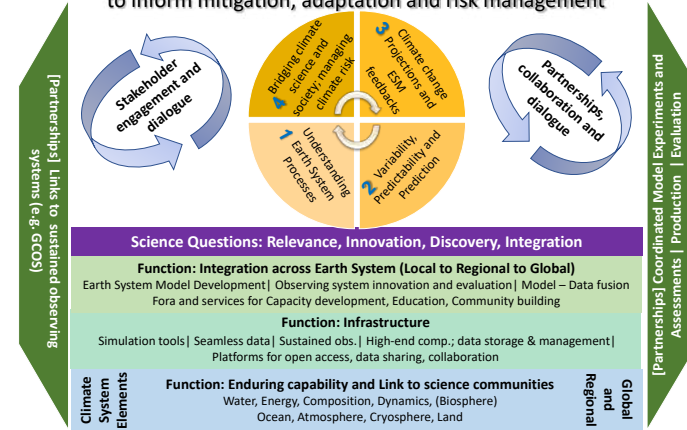 to inform mitigation, adaptation and risk management
[Partnerships] Links to sustained observing
systems (e.g. GCOS)
Stakeholder
engagement and
dialogue
4
Bridging climate
science and
society; managing
climate risk
3
Climate change
Projections and
ESM
feedbacks
1
Understanding
Earth System
Processes
2
Variability,
Predictability and
Prediction
Partnerships,
collaboration and
dialogue
[Partnerships] Coordinated Model Experiments and
Assessments | Production | Evaluation
Science Questions: Relevance, Innovation, Discovery, Integration
Function: Integration across Earth System (Local to Regional to Global)
Earth System Model Development| Observing system innovation and evaluation| Model – Data fusion
Fora and services for Capacity development, Education, Community building
Function: Infrastructure
Simulation tools| Seamless data| Sustained obs.| High-end comp.; data storage & management|
Platforms for open access, data sharing, collaboration
Climate
System
Elements
Function: Enduring capability and Link to science communities
Water, Energy, Composition, Dynamics, (Biosphere)
Ocean, Atmosphere, Cryosphere, Land
Global
and
Regional